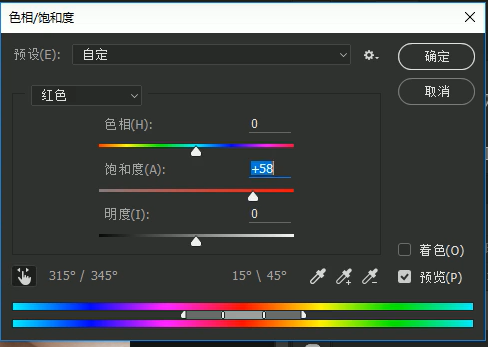 色相/饱和度
预设(E): 自定
确定
取消
红色
色相(H): 0
饱和度(A): +58
明度(I): 0
着色(O)
预览(P)
315° / 345° 15° \ 45°